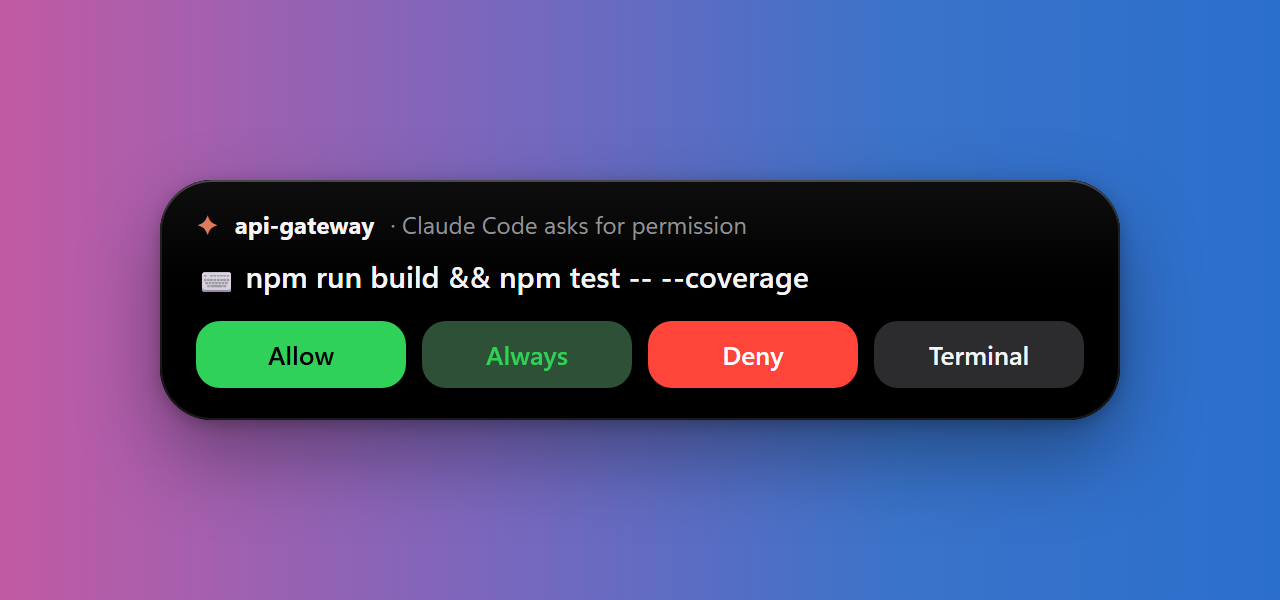 api-gateway · Claude Code asks for permission
npm run build && npm test -- --coverage
Allow Always Deny Terminal